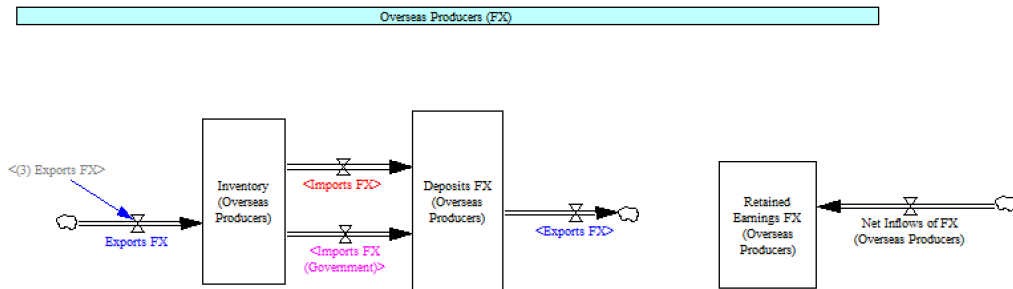 Overseas Producers (FX)
<(3) Exports FX>
Exports FX
Inventory
(Overseas
Producers)
<Imports FX>
<Imports FX
(Government)>
Deposits FX
(Overseas
Producers)
<Exports FX>
Retained
Earnings FX
(Overseas
Producers)
Net Inflows of FX
(Overseas Producers)